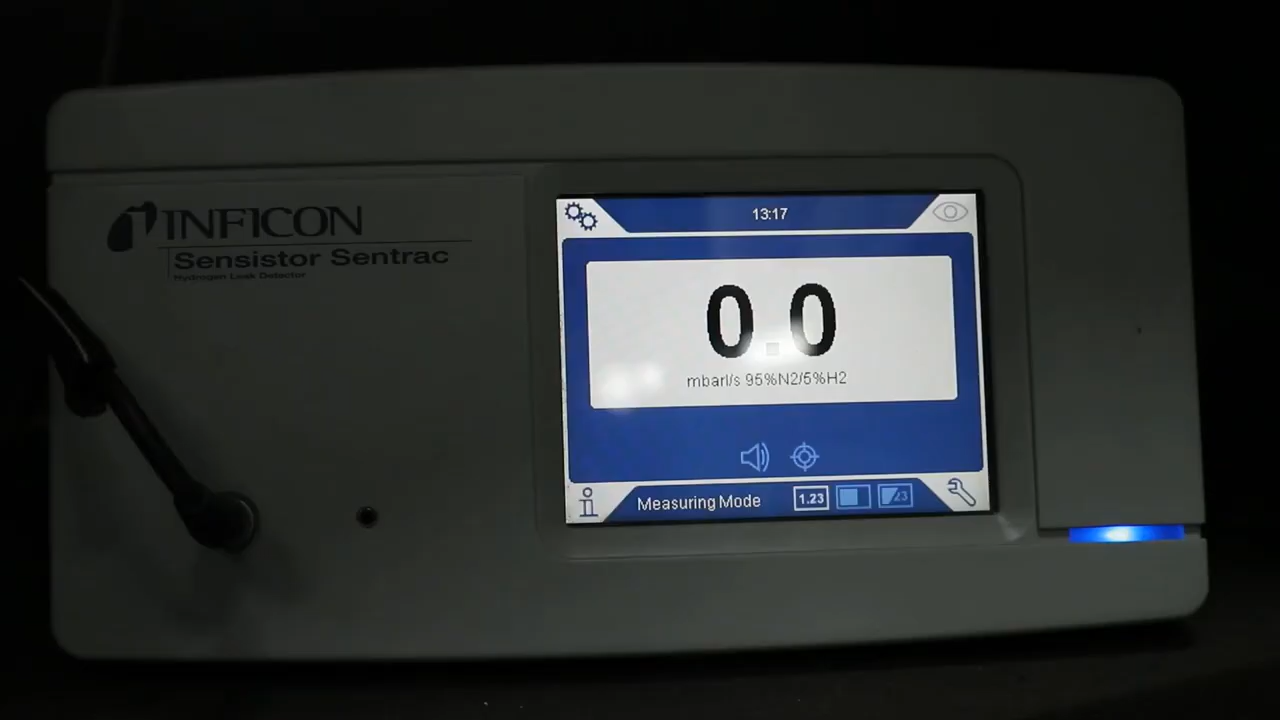 INFICON
Sensistor Sentrac
Hydrogen Leak Detector
13:17
0.0
mbarl/s 95%N2/5%H2
Measuring Mode
1.23